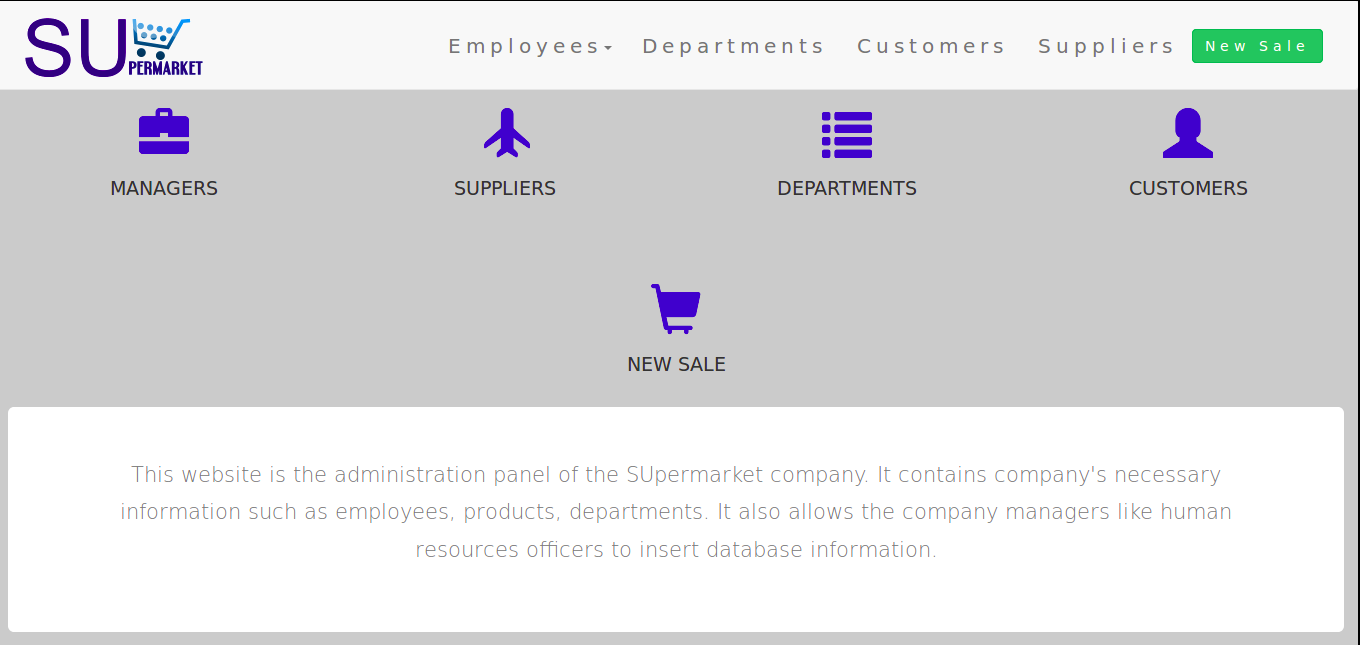 SUPERMARKET
Employees Departments Customers Suppliers New Sale
MANAGERS SUPPLIERS DEPARTMENTS CUSTOMERS
NEW SALE
This website is the administration panel of the SUpermarket company. It contains company's necessary
information such as employees, products, departments. It also allows the company managers like human
resources officers to insert database information.